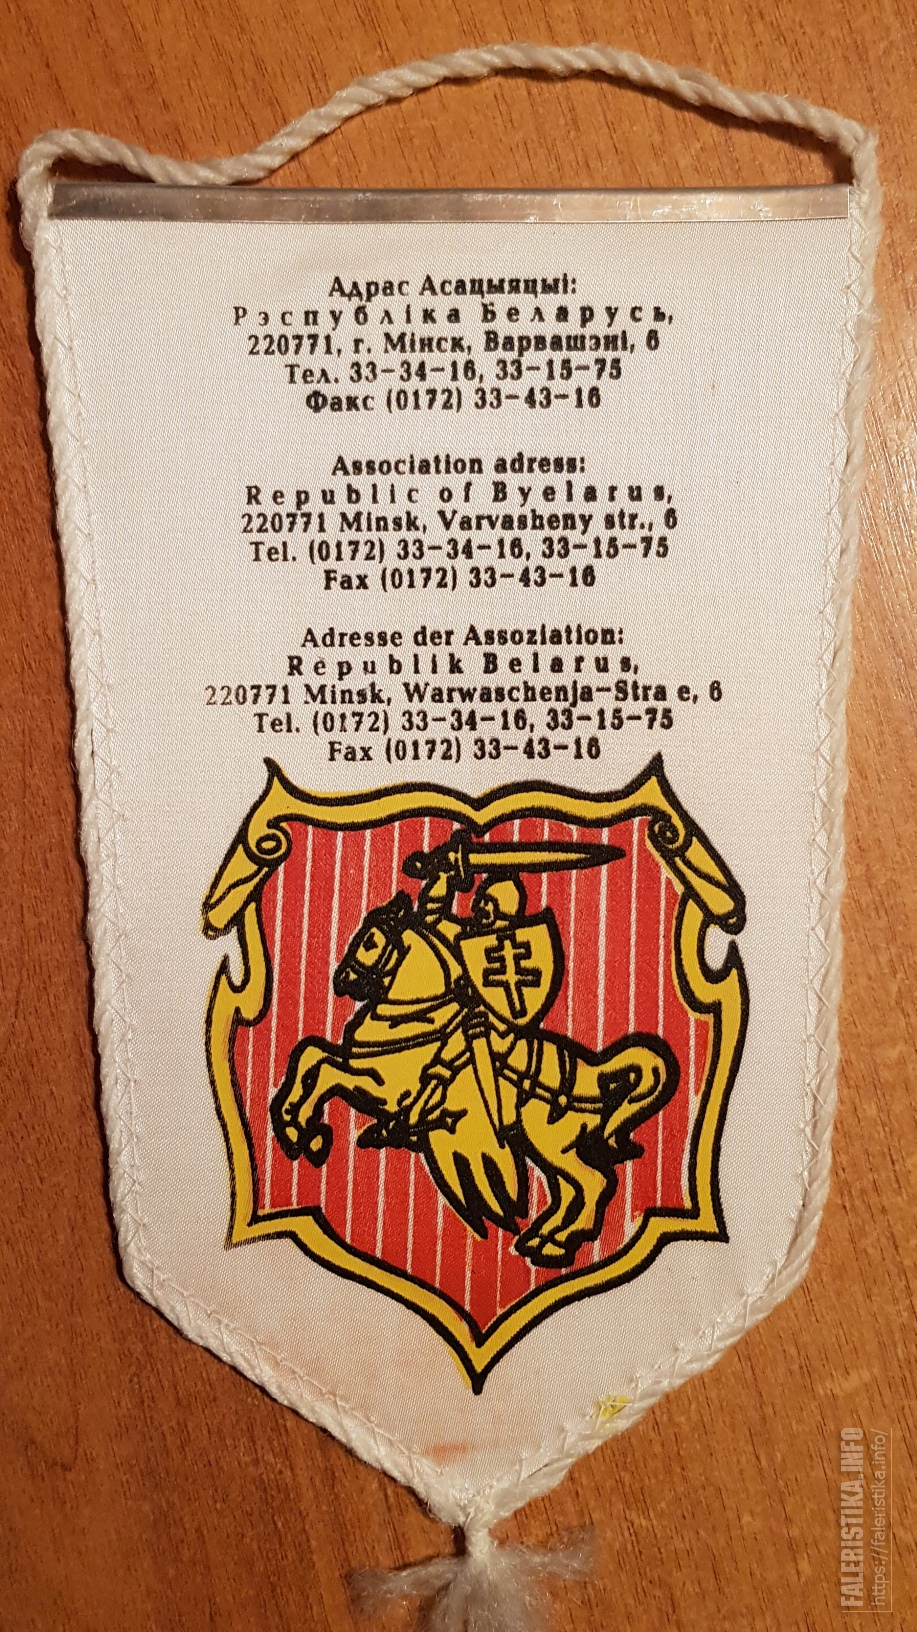 Адрас Асацыяцыі:
Рэспубліка Беларусь,
220771, г. Мінск, Варвашэні, 6
Тел. 33-34-16, 33-15-75
Факс (0172) 33-43-16
Association adress:
Republic of Byelarus,
220771 Minsk, Varvasheny str., 6
Tel. (0172) 33-34-16, 33-15-75
Fax (0172) 33-43-16
Adresse der Assoziation:
Republik Belarus,
220771 Minsk, Warwaschenja-Stra e, 6
Tel. (0172) 33-34-16, 33-15-75
Fax (0172) 33-43-16
FALERISTIKA.INFO
https://faleristika.info/